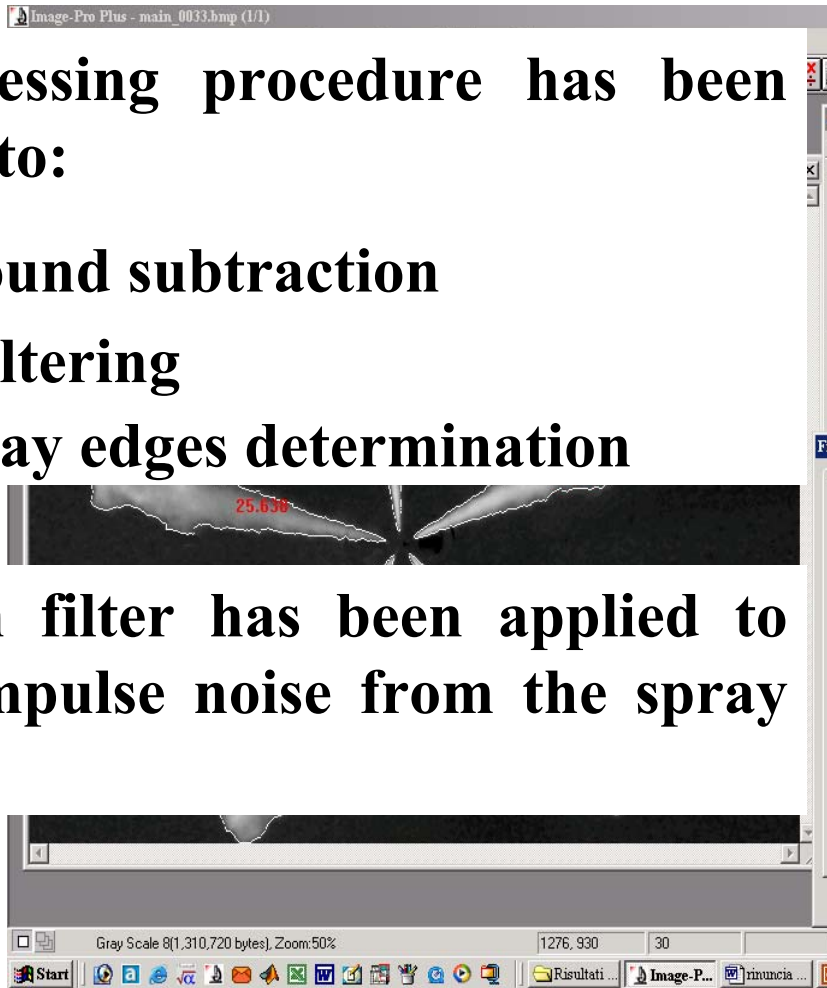 Image-Pro Plus - main_0033.bmp (1/1)
essing procedure has been
to:
ound subtraction
ltering
ay edges determination
25.636
filter has been applied to
mpulse noise from the spray
Gray Scale 8(1,310,720 bytes), Zoom:50%
1276, 930
30
Start
Risultati ...
Image-P...
rinuncia ...